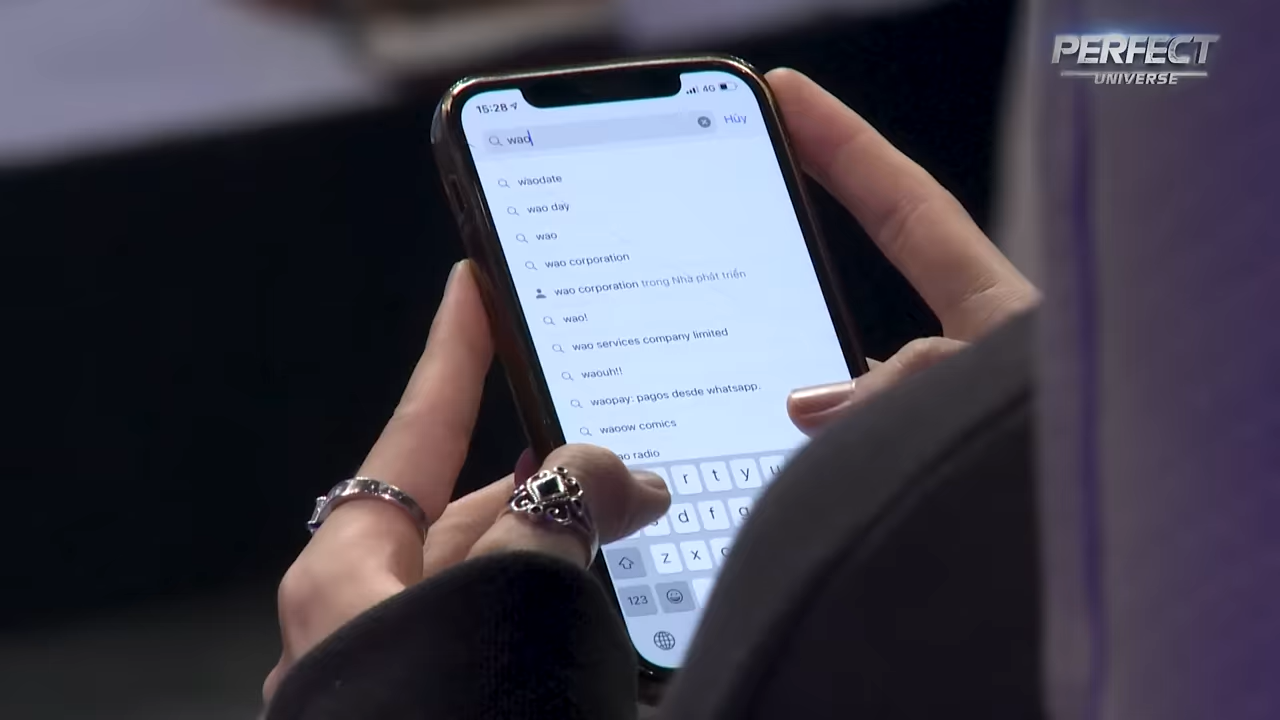 PERFECT
UNIVERSE
15:28
4G
wao
Hủy
waodate
wao day
wao
wao corporation
wao corporation trong Nhà phát triển
wao!
wao services company limited
waouh!!
waopay: pagos desde whatsapp.
waoow comics
ao radio
r t y u
d f g
z x
123